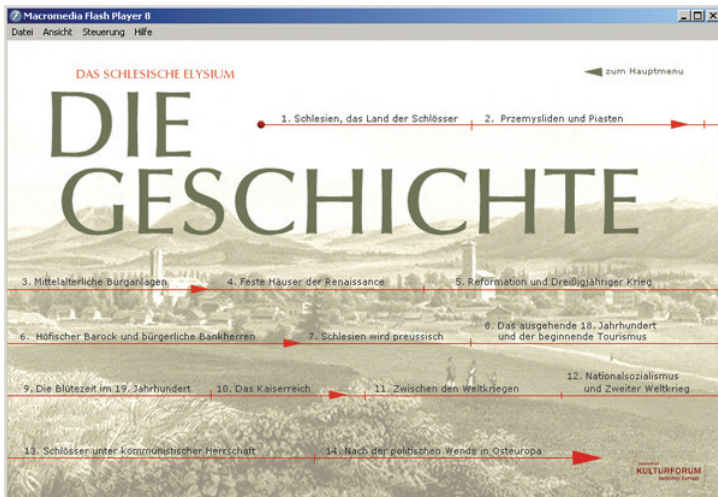 Macromedia Flash Player 8
Datei Ansicht Steuerung Hilfe
DAS SCHLESISCHE ELYSIUM
zum Hauptmenu
DIE
GESCHICHTE
1. Schlesien, das Land der Schlösser
2. Przemysliden und Piasten
3. Mittelalterliche Burganlagen
4. Feste Häuser der Renaissance
5. Reformation und Dreißigjähriger Krieg
6. Höfischer Barock und bürgerliche Bankherren
7. Schlesien wird preussisch
8. Das ausgehende 18. Jahrhundert
und der beginnende Tourismus
9. Die Blütezeit im 19. Jahrhundert
10. Das Kaiserreich
11. Zwischen den Weltkriegen
12. Nationalsozialismus
und Zweiter Weltkrieg
13. Schlösser unter kommunistischer Herrschaft
14. Nach der politischen Wende in Osteuropa
KULTURFORUM
östliches Europa